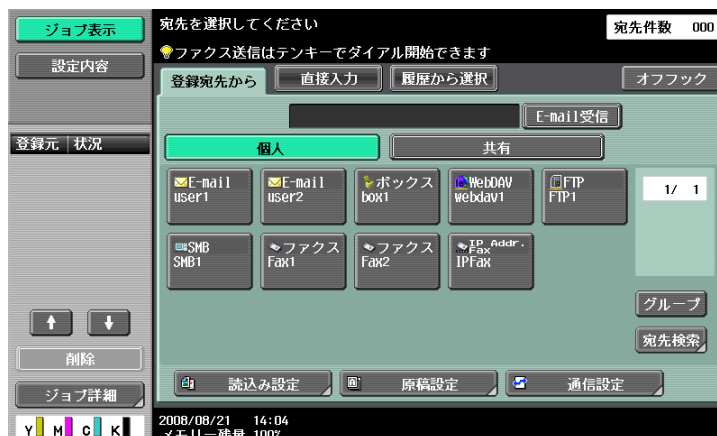 ジョブ表示
設定内容
登録元 状況
削除
ジョブ詳細
Y M C K
宛先を選択してください
宛先件数 000
ファクス送信はテンキーでダイアル開始できます
登録宛先から 直接入力 履歴から選択 オフフック
E-mail受信
個人 共有
E-mail
user1
E-mail
user2
ボックス
box1
WebDAV
webdav1
FTP
FTP1
1/ 1
SMB
SMB1
ファクス
Fax1
ファクス
Fax2
IP Addr.
Fax
IPFax
グループ
宛先検索
読込み設定 原稿設定 通信設定
2008/08/21 14:04
メモリー残量 100%